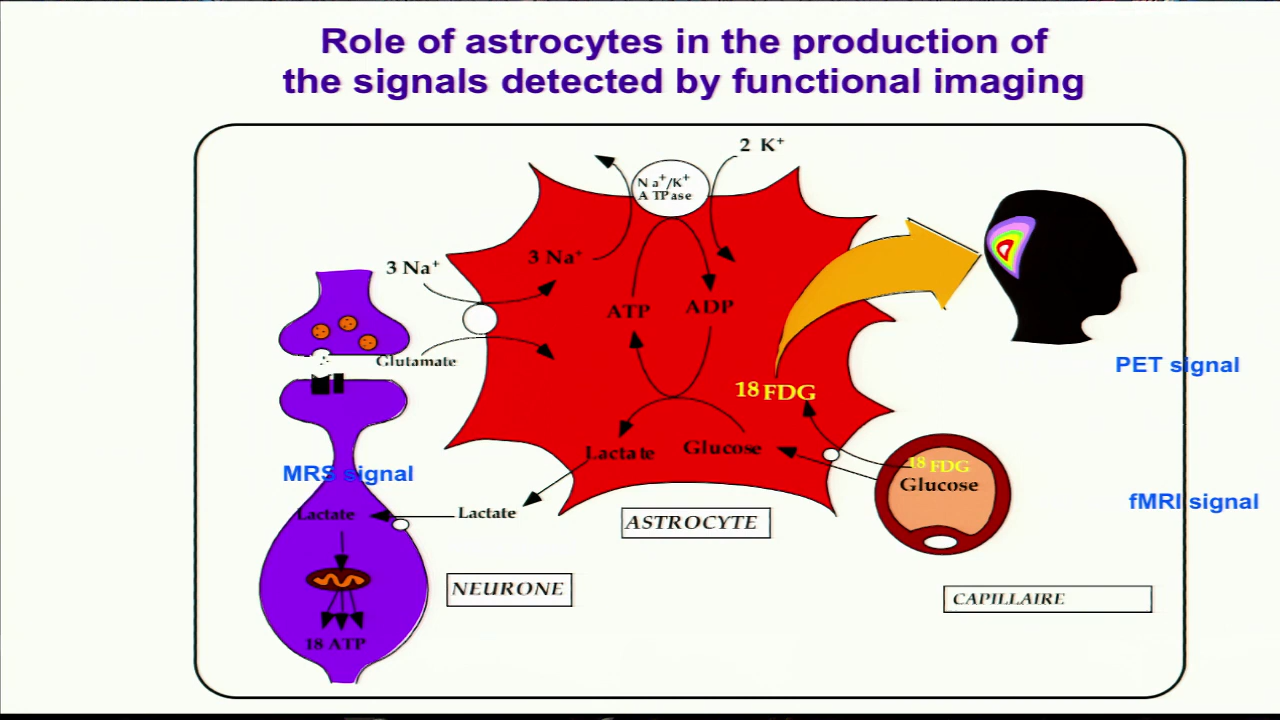 Role of astrocytes in the production of
the signals detected by functional imaging
2 K+
Na+/K+
ATPase
3 Na+
3 Na+
ATP
ADP
Glutamate
PET signal
18 FDG
Lactate
Glucose
18 FDG
Glucose
MRS signal
fMRI signal
Lactate
Lactate
ASTROCYTE
NEURONE
CAPILLAIRE
18 ATP